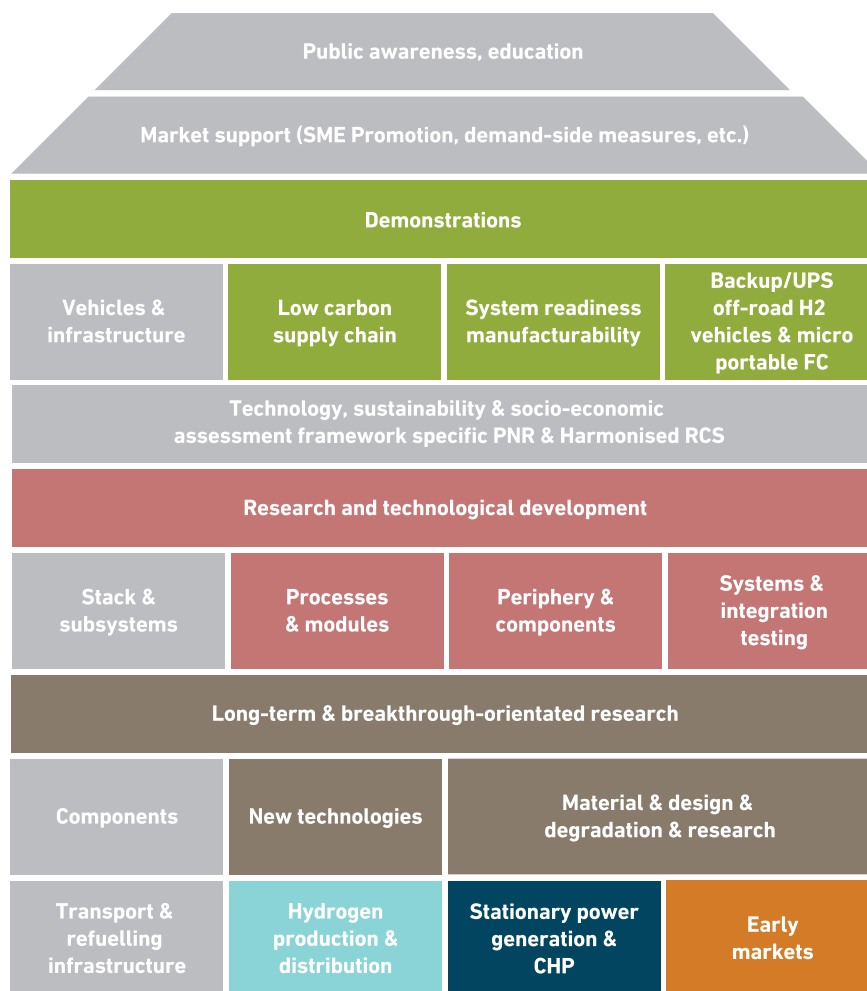 Public awareness, education
Market support (SME Promotion, demand-side measures, etc.)
Demonstrations
Vehicles &
infrastructure
Low carbon
supply chain
System readiness
manufacturability
Backup/UPS
off-road H2
vehicles & micro
portable FC
Technology, sustainability & socio-economic
assessment framework specific PNR & Harmonised RCS
Research and technological development
Stack &
subsystems
Processes
& modules
Periphery &
components
Systems &
integration
testing
Long-term & breakthrough-orientated research
Components
New technologies
Material & design &
degradation & research
Transport &
refuelling
infrastructure
Hydrogen
production &
distribution
Stationary power
generation &
CHP
Early
markets